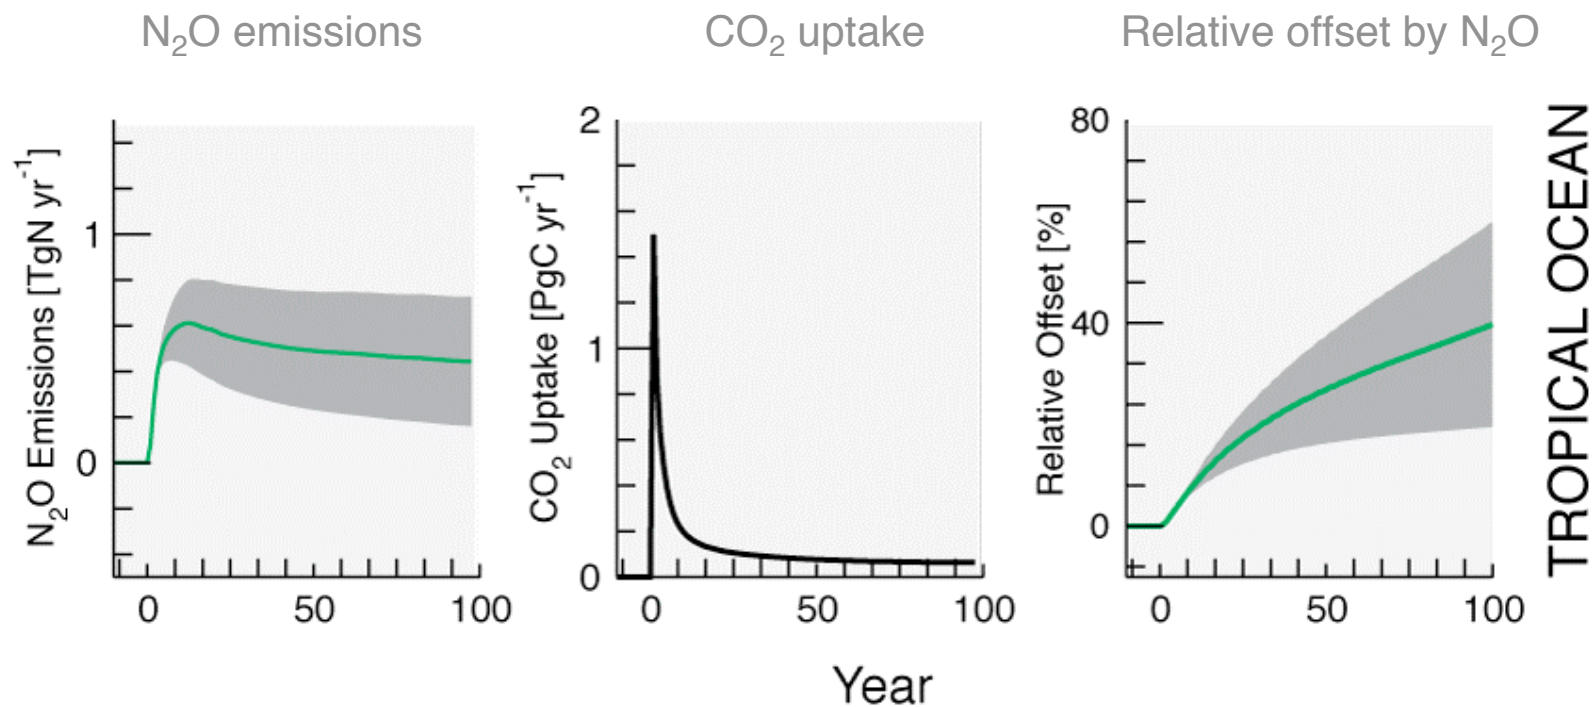 N₂O emissions
CO₂ uptake
Relative offset by N₂O
N₂O Emissions [TgN yr⁻¹]
1
0
0 50 100
CO₂ Uptake [PgC yr⁻¹]
2
1
0
0 50 100
Relative Offset [%]
80
40
0
0 50 100
TROPICAL OCEAN
Year